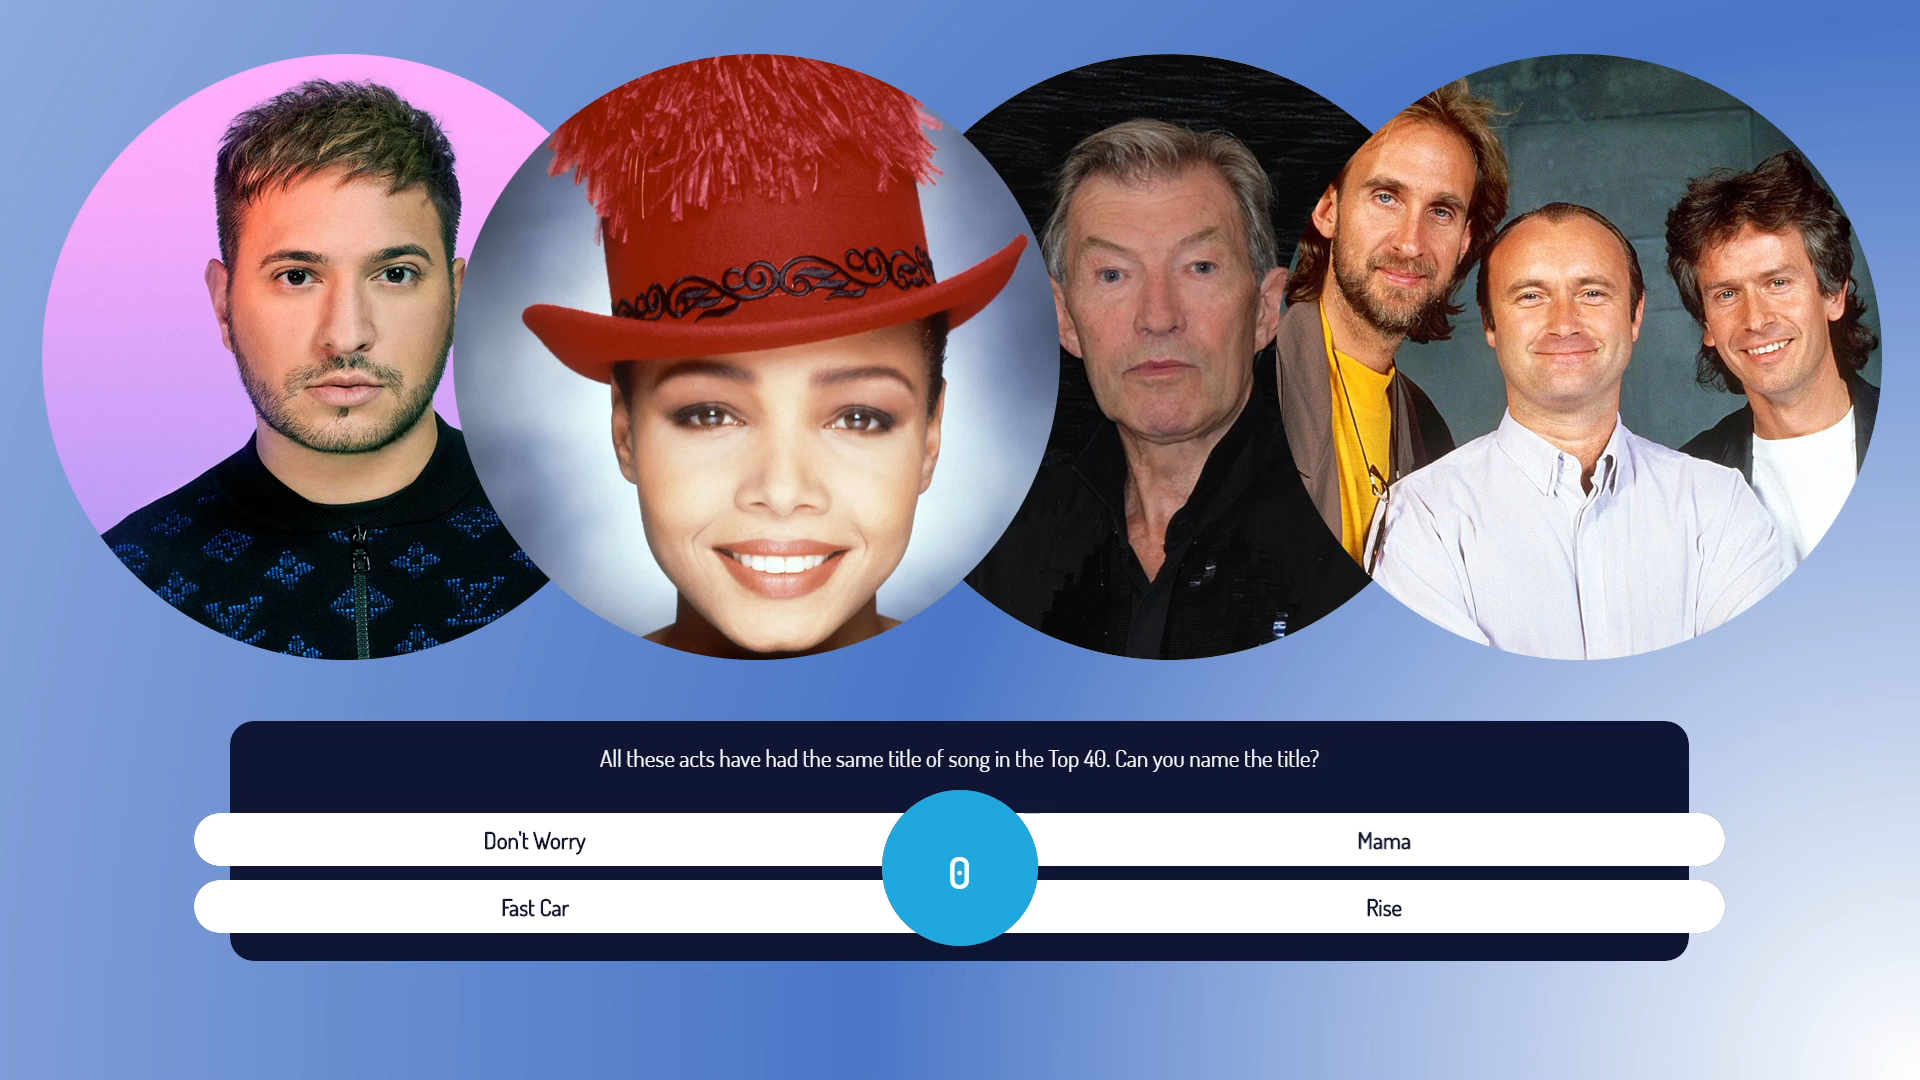 All these acts have had the same title of song in the Top 40. Can you name the title?
Don't Worry
Mama
0
Fast Car
Rise